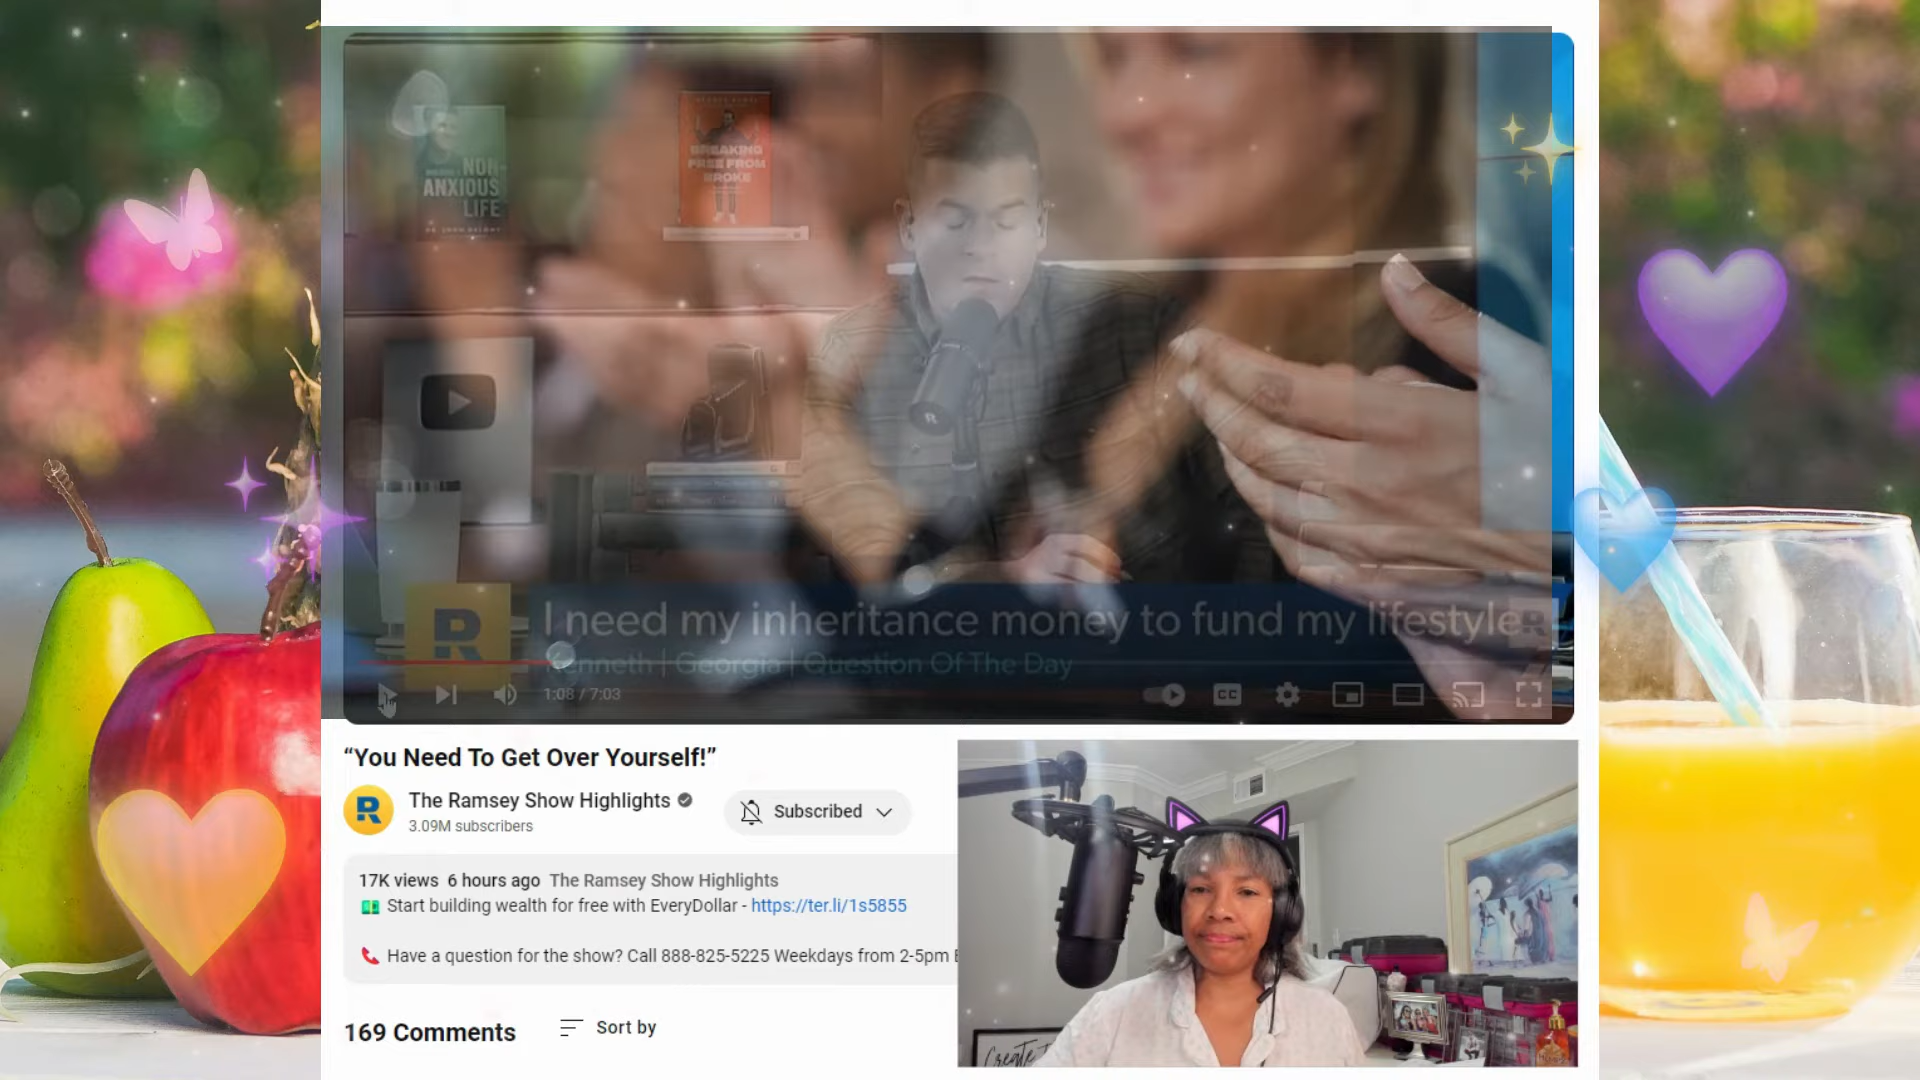 NON-
ANXIOUS
LIFE
BREAKING
FREE FROM
BROKE
R
I need my inheritance money to fund my lifestyle
Kenneth | Georgia | Question Of The Day
R
1:08 / 7:03
CC
“You Need To Get Over Yourself!”
R
The Ramsey Show Highlights
3.09M subscribers
Subscribed
17K views 6 hours ago The Ramsey Show Highlights
Start building wealth for free with EveryDollar - https://ter.li/1s5855
Have a question for the show? Call 888-825-5225 Weekdays from 2-5pm E
169 Comments
Sort by
Create